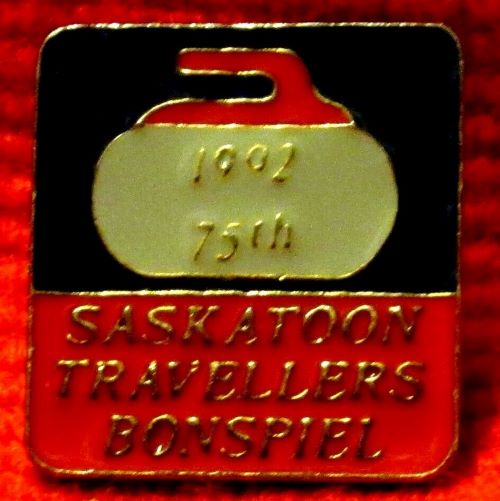 1992
75th
SASKATOON
TRAVELLERS
BONSPIEL